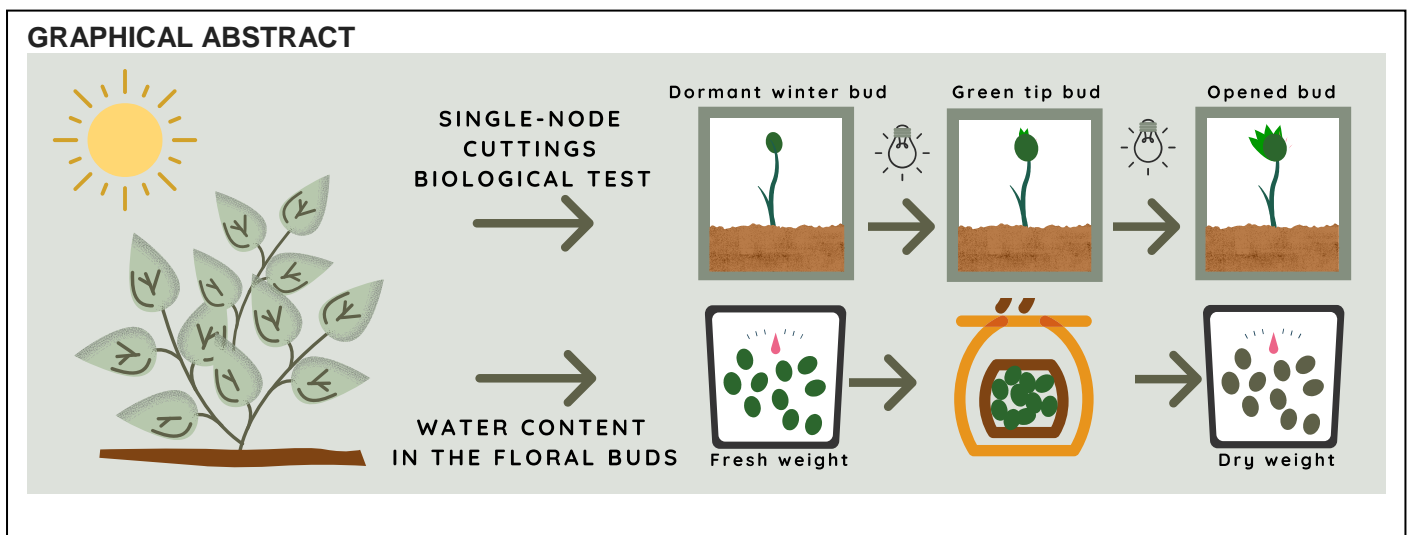 GRAPHICAL ABSTRACT
SINGLE-NODE
CUTTINGS
BIOLOGICAL TEST
Dormant winter bud
Green tip bud
Opened bud
WATER CONTENT
IN THE FLORAL BUDS
Fresh weight
Dry weight